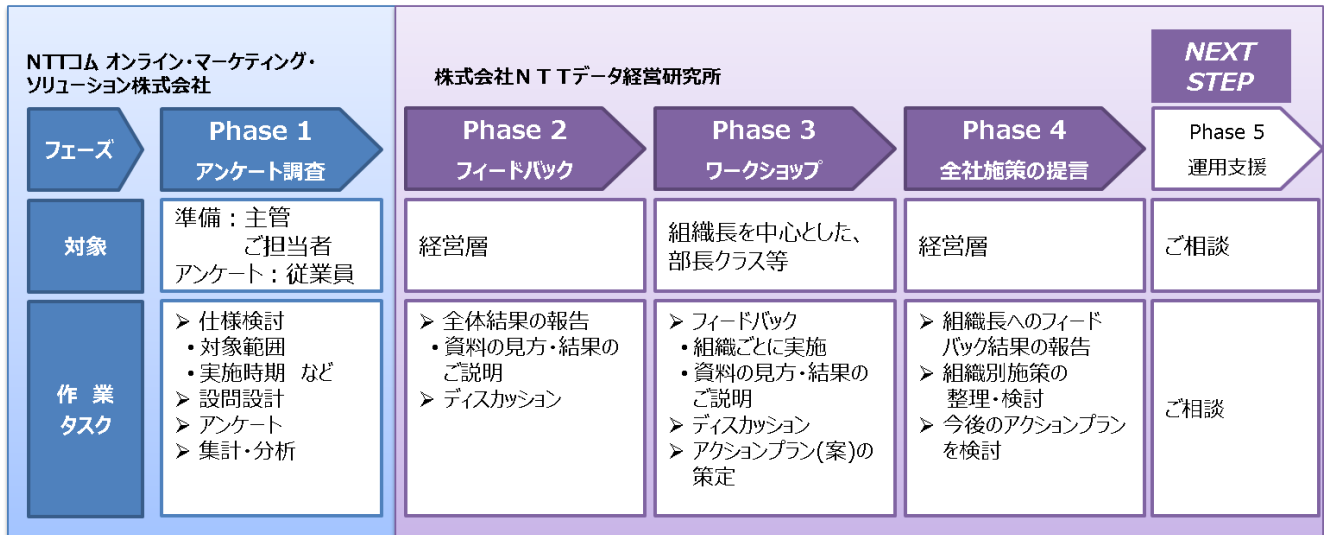 NTTコム オンライン・マーケティング・
ソリューション株式会社
株式会社NTTデータ経営研究所
NEXT
STEP
フェーズ
Phase 1
アンケート調査
Phase 2
フィードバック
Phase 3
ワークショップ
Phase 4
全社施策の提言
Phase 5
運用支援
対象
準備：主管
ご担当者
アンケート：従業員
経営層
組織長を中心とした、
部長クラス等
経営層
ご相談
作 業
タスク
➢ 仕様検討
・対象範囲
・実施時期 など
➢ 設問設計
➢ アンケート
➢ 集計・分析
➢ 全体結果の報告
・資料の見方・結果の
ご説明
➢ ディスカッション
➢ フィードバック
・組織ごとに実施
・資料の見方・結果の
ご説明
➢ ディスカッション
➢ アクションプラン(案)の
策定
➢ 組織長へのフィード
バック結果の報告
➢ 組織別施策の
整理・検討
➢ 今後のアクションプラン
を検討
ご相談